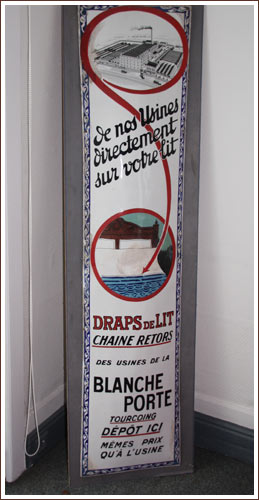 De nos Usines
directement
sur votre lit
DRAPS DE LIT
CHAINE RETORS
DES USINES DE LA
BLANCHE
PORTE
TOURCOING
DÉPÔT ICI
MÊMES PRIX
QU'À L'USINE